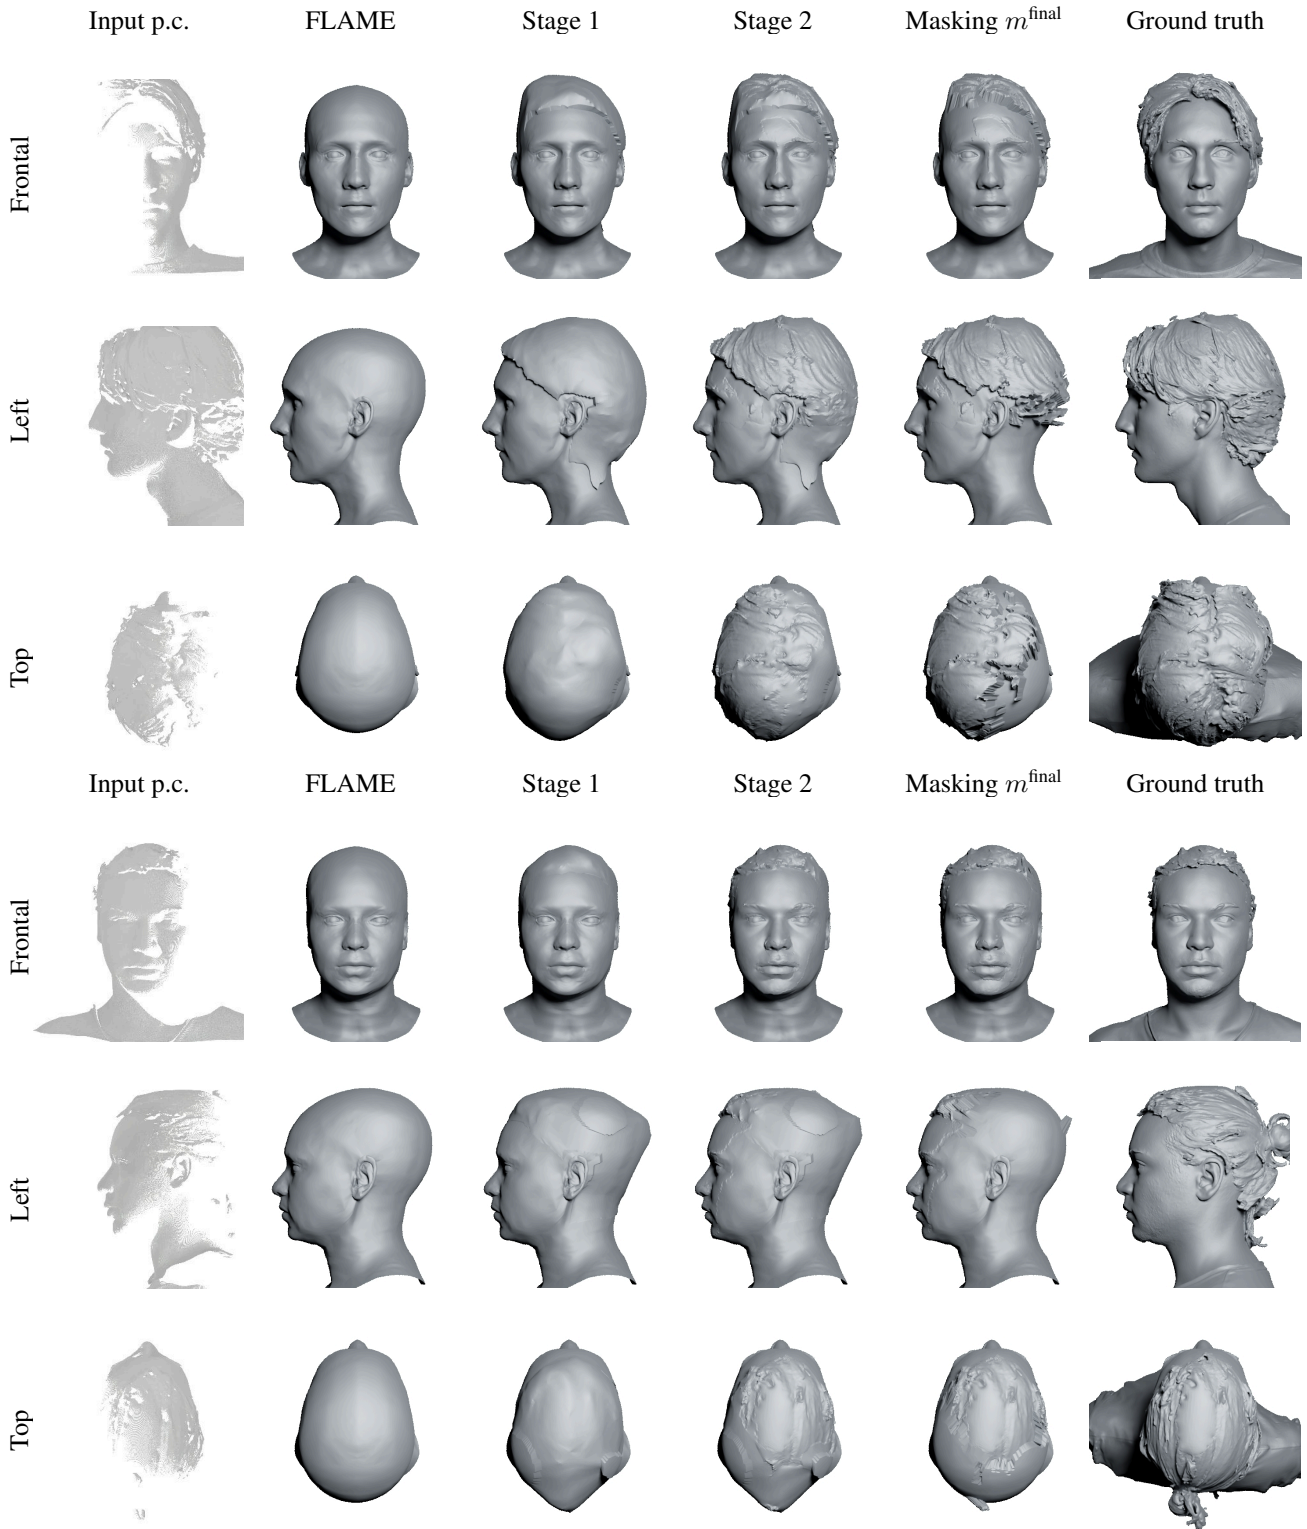 Input p.c. FLAME Stage 1 Stage 2 Masking m^final Ground truth
Frontal
Left
Top
Input p.c. FLAME Stage 1 Stage 2 Masking m^final Ground truth
Frontal
Left
Top